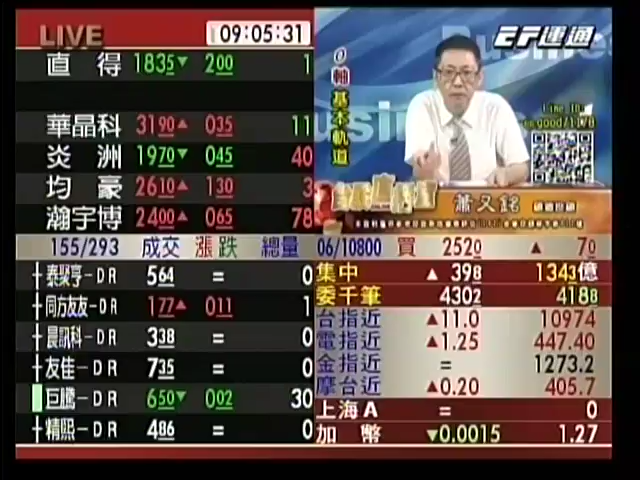 LIVE 09:05:31
直得 1835▼ 200 1
華晶科 3190▲ 035 11
炎洲 1970▼ 045 40
均豪 2610▲ 130 3
瀚宇博 2400▲ 065 78
155/293 成交 漲跌 總量
泰聚亨-DR 564 = 0
同方友友-DR 177▲ 011 1
晨訊科-DR 338 = 0
友佳-DR 735 = 0
巨騰-DR 650▼ 002 30
精熙-DR 486 = 0
運通
軸基本軌道
Line ID:
good/1178
蕭又銘
06/10800 買 2520 ▲ 70
集中 ▲ 398 1343億
委千筆 4302 4188
台指近 ▲11.0 10974
電指近 ▲1.25 447.40
金指近 = 1273.2
摩台近 ▲0.20 405.7
上海A = 0
加幣 ▼0.0015 1.27